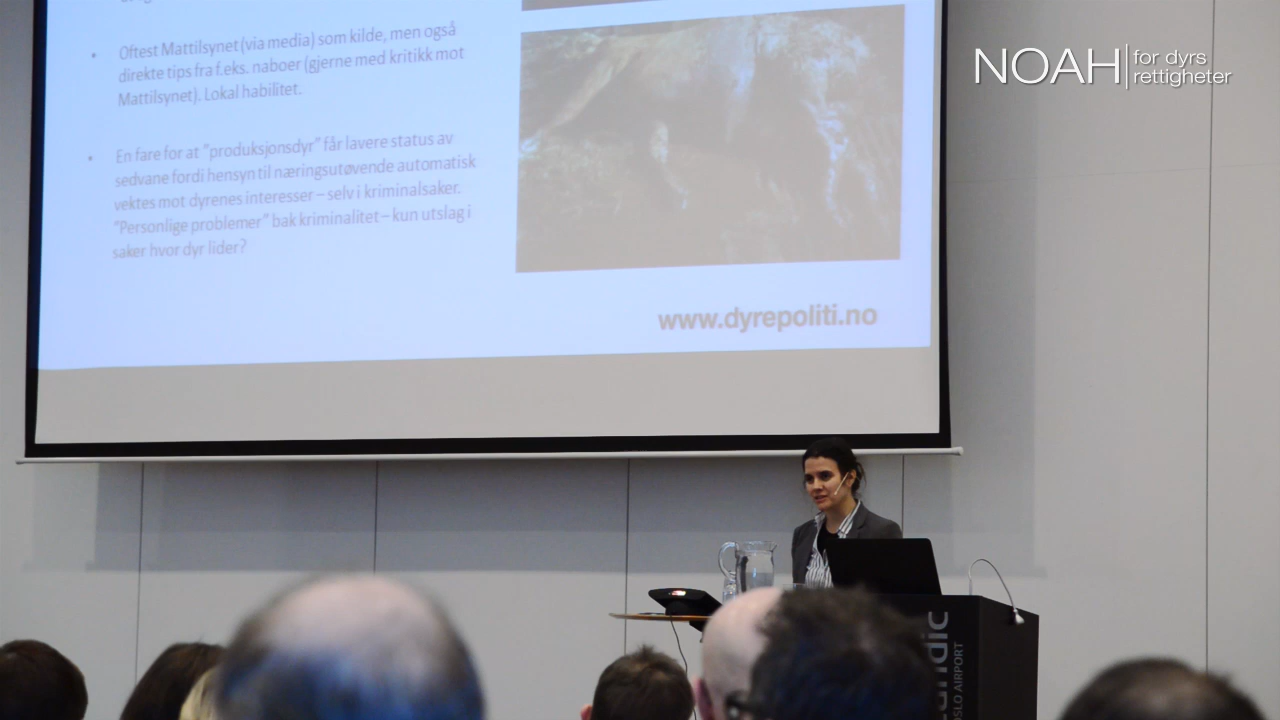 Oftest Mattilsynet (via media) som kilde, men også
direkte tips fra f.eks. naboer (gjerne med kritikk mot
Mattilsynet). Lokal habilitet.
En fare for at "produksjonsdyr" får lavere status av
sedvane fordi hensyn til næringsutøvende automatisk
vektes mot dyrenes interesser – selv i kriminalsaker.
"Personlige problemer" bak kriminalitet – kun utslag i
saker hvor dyr lider?
www.dyrepoliti.no
NOAH
for dyrs
rettigheter
OSLO AIRPORT